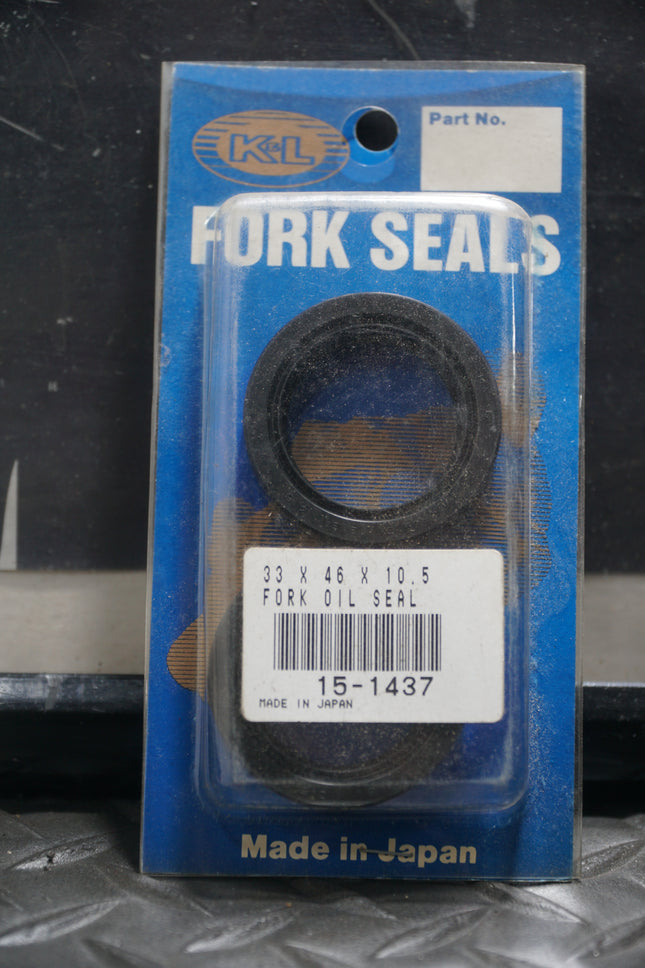 K&L
Part No.
FORK SEALS
33 X 46 X 10.5
FORK OIL SEAL
15-1437
MADE IN JAPAN
Made in Japan